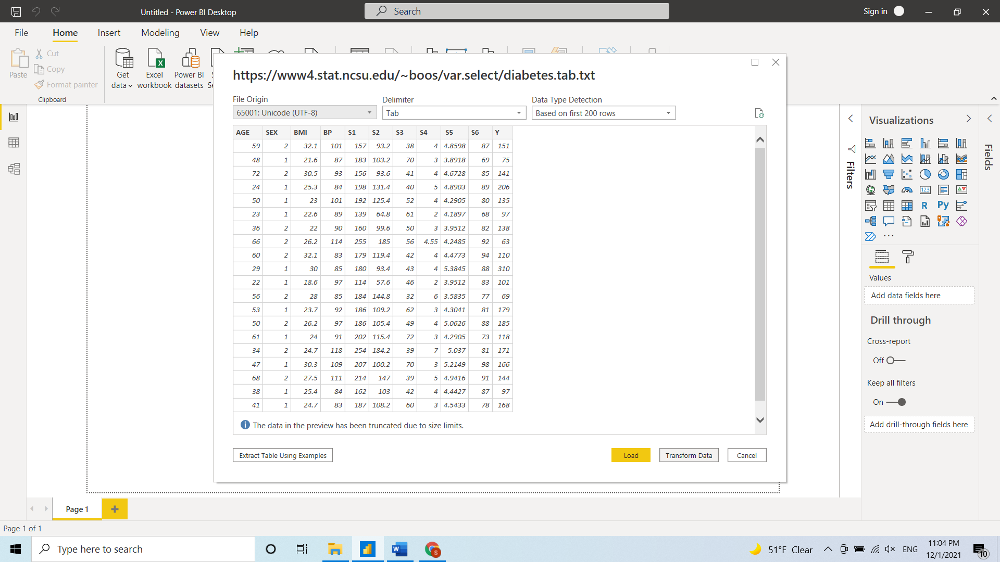 Untitled - Power BI Desktop
Search
Sign in
File Home Insert Modeling View Help
Paste
Cut
Copy
Format painter
Clipboard
Get data
Excel workbook
Power BI datasets
https://www4.stat.ncsu.edu/~boos/var.select/diabetes.tab.txt
File Origin
65001: Unicode (UTF-8)
Delimiter
Tab
Data Type Detection
Based on first 200 rows
AGE SEX BMI BP S1 S2 S3 S4 S5 S6 Y
59 2 32.1 101 157 93.2 38 4 4.8598 87 151
48 1 21.6 87 183 103.2 70 3 3.8918 69 75
72 2 30.5 93 156 93.6 41 4 4.6728 85 141
24 1 25.3 84 198 131.4 40 5 4.8903 89 206
50 1 23 101 192 125.4 52 4 4.2905 80 135
23 1 22.6 89 139 64.8 61 2 4.1897 68 97
36 2 22 90 160 99.6 50 3 3.9512 82 138
66 2 26.2 114 255 185 56 4.55 4.2485 92 63
60 2 32.1 83 179 119.4 42 4 4.4773 94 110
29 1 30 85 180 93.4 43 4 5.3845 88 310
22 1 18.6 97 114 57.6 46 2 3.9512 83 101
56 2 28 85 184 144.8 32 6 3.5835 77 69
53 1 23.7 92 186 109.2 62 3 4.3041 81 179
50 2 26.2 97 186 105.4 49 4 5.0626 88 185
61 1 24 91 202 115.4 72 3 4.2905 73 118
34 2 24.7 118 254 184.2 39 7 5.037 81 171
47 1 30.3 109 207 100.2 70 3 5.2149 98 166
68 2 27.5 111 214 147 39 5 4.9416 91 144
38 1 25.4 84 162 103 42 4 4.4427 87 97
41 1 24.7 83 187 108.2 60 3 4.5433 78 168
The data in the preview has been truncated due to size limits.
Extract Table Using Examples
Load
Transform Data
Cancel
Filters
Visualizations
Fields
123
R
Py
Values
Add data fields here
Drill through
Cross-report
Off
Keep all filters
On
Add drill-through fields here
Page 1
Page 1 of 1
Type here to search
51°F Clear
ENG
11:04 PM
12/1/2021
10